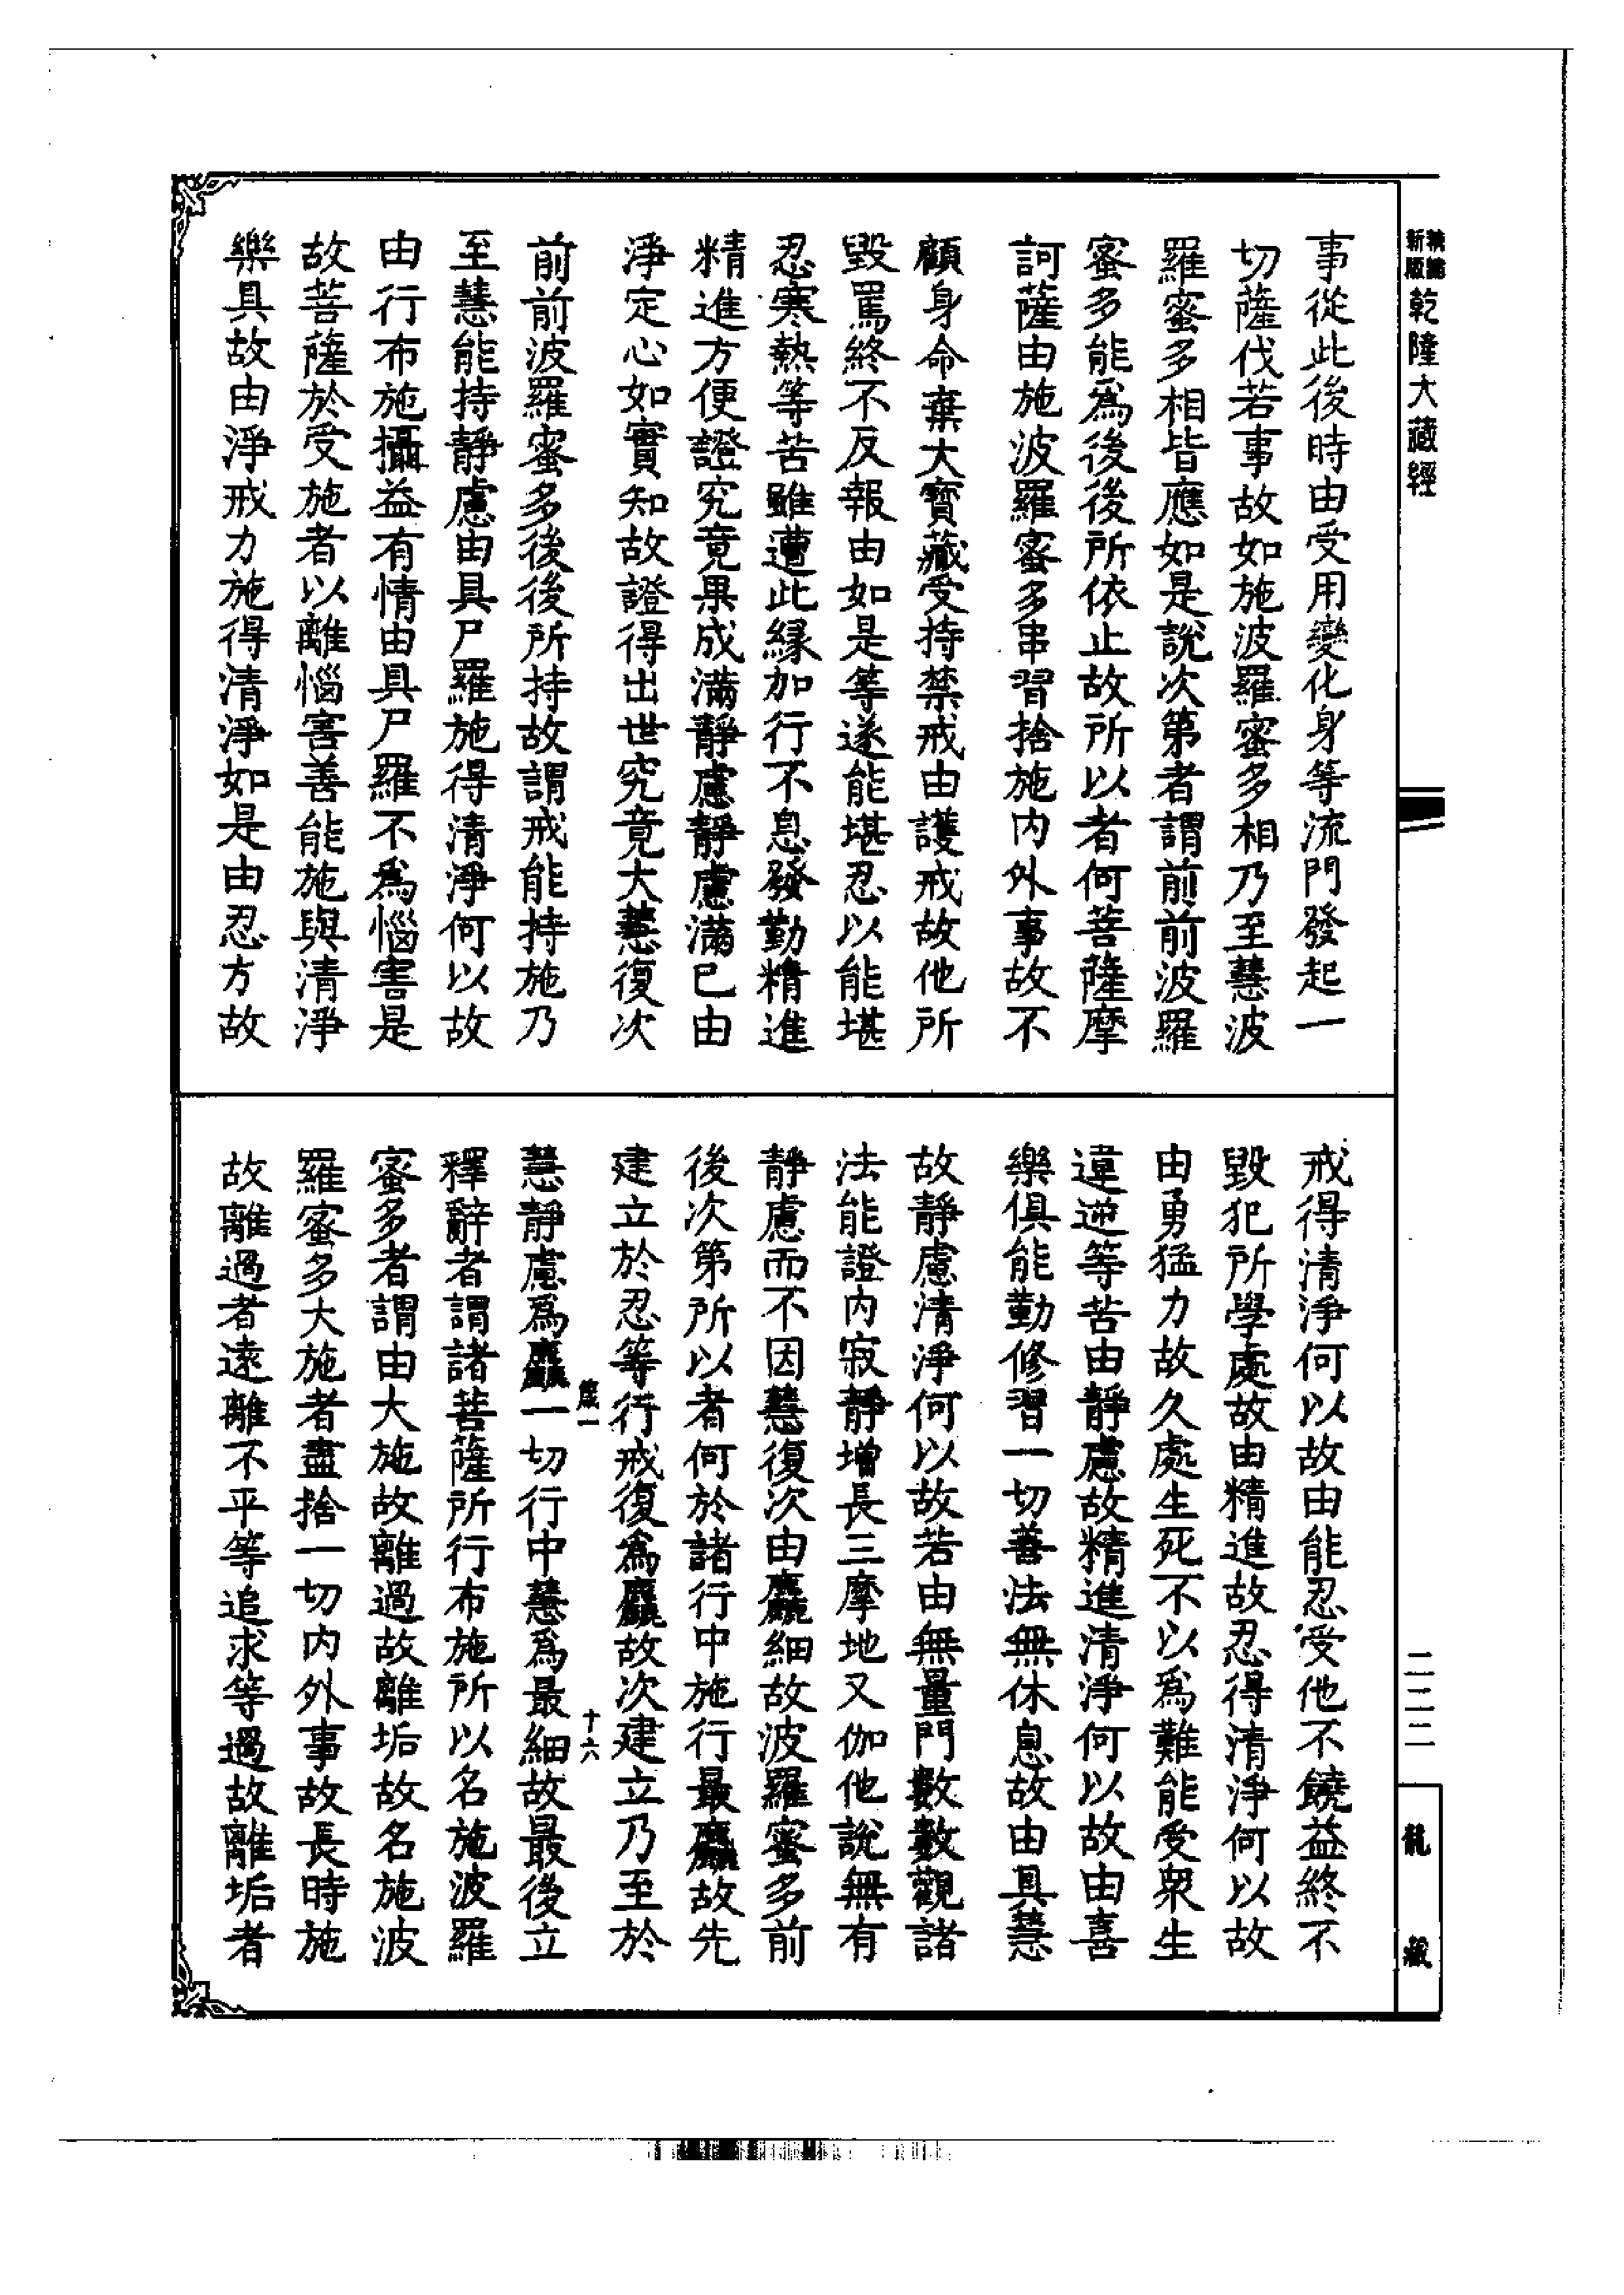 新版
乾隆大藏經
事從此後時由受用變化身等流門發起一
切薩伐若事故如施波羅蜜多相乃至慧波
羅蜜多相皆應如是說次第者謂前前波羅
蜜多能爲後後所依止故所以者何菩薩摩
訶薩由施波羅蜜多串習捨施内外事故不
顧身命棄大寳藏受持禁戒由護戒故他所
毀罵終不反報由如是等遂能堪忍以能堪
忍寒熱等苦雖遭此縁加行不息發勤精進
精進方便證究竟果成滿靜慮靜慮滿已由
淨定心如實知故證得出世究竟大慧復次
前前波羅蜜多後後所持故謂戒能持施乃
至慧能持靜慮由具尸羅施得清淨何以故
由行布施攝益有情由具尸羅不爲惱害是
故菩薩於受施者以離惱害善能施與清淨
樂具故由淨戒力施得清淨如是由忍力故
戒得清淨何以故由能忍受他不饒益終不
毀犯所學處故由精進故忍得清淨何以故
由勇猛力故久處生死不以爲難能受衆生
違逆等苦由靜慮故精進清淨何以故由喜
樂俱能勤修習一切善法無休息故由具慧
故靜慮清淨何以故若由無量門數數觀諸
法能證内寂靜增長三摩地又伽他說無有
靜慮而不因慧復次由麤細故波羅蜜多前
後次第所以者何於諸行中施行最麤故先
建立於忍等行戒復爲麤故次建立乃至於
慧靜慮爲麤一切行中慧爲最細故最後立
釋辭者謂諸菩薩所行布施所以名施波羅
蜜多者謂由大施故離過故離垢故名施波
羅蜜多大施者盡捨一切内外事故長時施
故離過者遠離不平等追求等過故離垢者
十六
二二二
龍藏